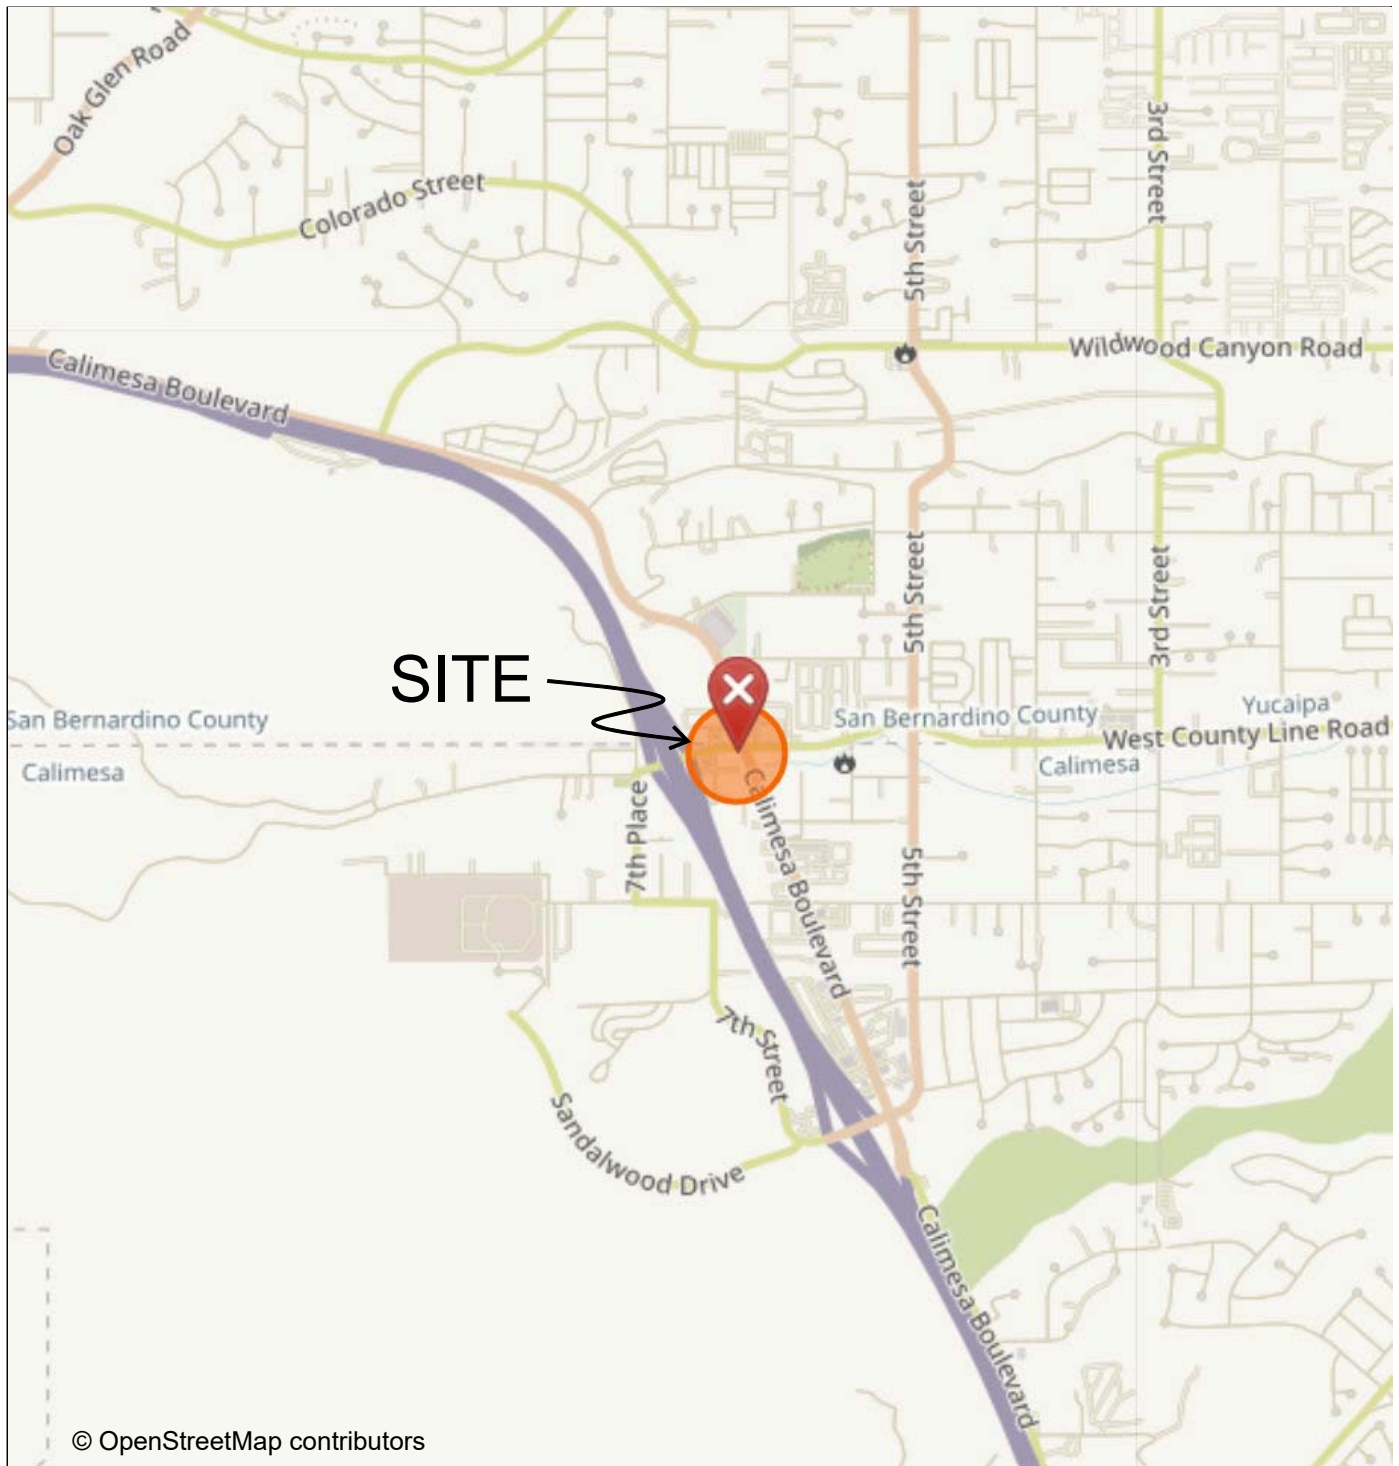 Oak Glen Road
Colorado Street
5th Street
3rd Street
Wildwood Canyon Road
Calimesa Boulevard
5th Street
3rd Street
SITE
San Bernardino County
Calimesa
San Bernardino County
Yucaipa
West County Line Road
Calimesa
7th Place
Calimesa Boulevard
5th Street
7th Street
Sandalwood Drive
Calimesa Boulevard
© OpenStreetMap contributors